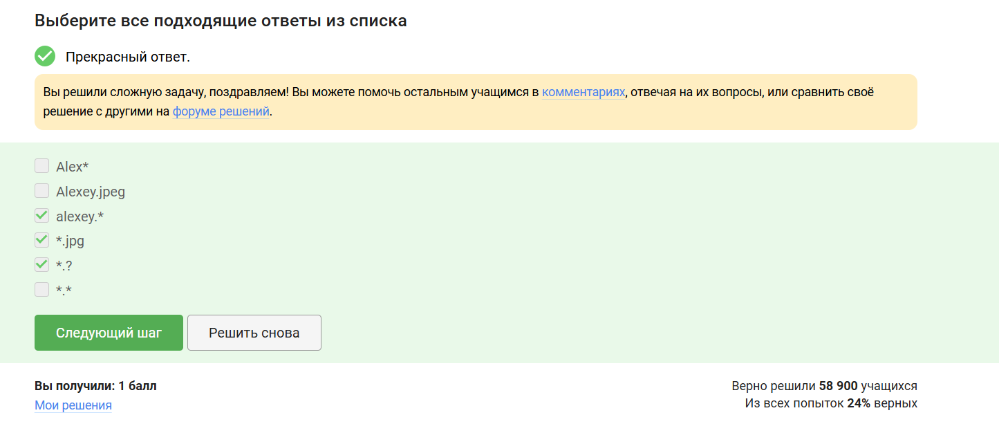 Выберите все подходящие ответы из списка
Прекрасный ответ.
Вы решили сложную задачу, поздравляем! Вы можете помочь остальным учащимся в комментариях, отвечая на их вопросы, или сравнить своё
решение с другими на форуме решений.
Alex*
Alexey.jpeg
alexey.*
*.jpg
*.?
*.*
Следующий шаг Решить снова
Вы получили: 1 балл
Верно решили 58 900 учащихся
Мои решения
Из всех попыток 24% верных